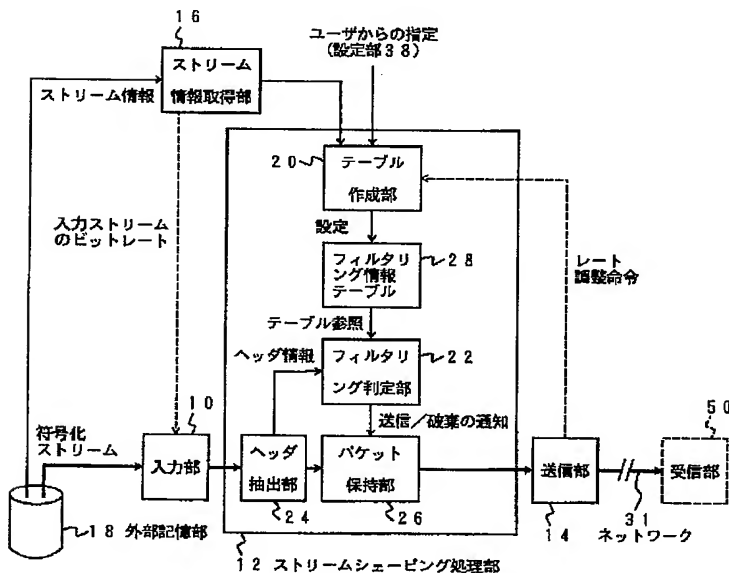 16
ユーザからの指定
(設定部38)
ストリーム
情報取得部
ストリーム情報
20
テーブル
作成部
入力ストリーム
のビットレート
設定
フィルタリ
ング情報
テーブル
28
レート
調整命令
テーブル参照
ヘッダ情報
フィルタリ
ング判定部
22
10
送信/破棄の通知
50
符号化
ストリーム
入力部
ヘッダ
抽出部
パケット
保持部
送信部
受信部
24
26
14
31
ネットワーク
18 外部記憶部
12 ストリームシェーピング処理部